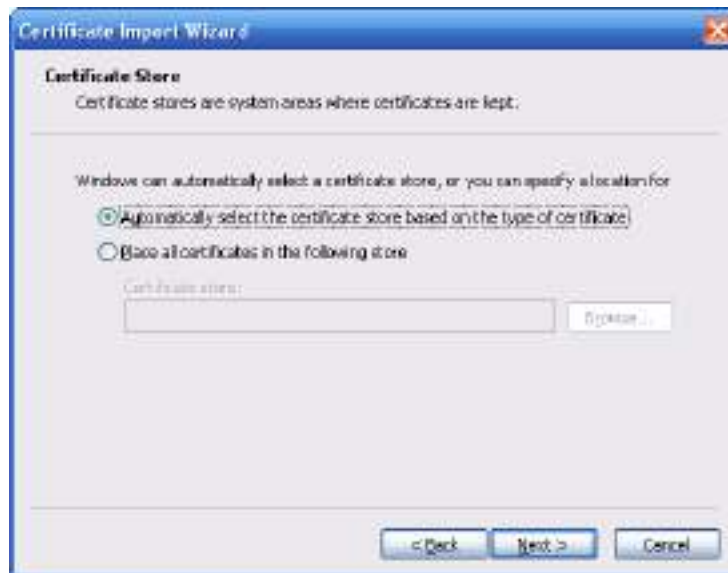 Certificate Import Wizard
Certificate Store
Certificate stores are system areas where certificates are kept.
Windows can automatically select a certificate store, or you can specify a location for
Automatically select the certificate store based on the type of certificate
Place all certificates in the following store
Certificate store:
Browse...
< Back
Next >
Cancel